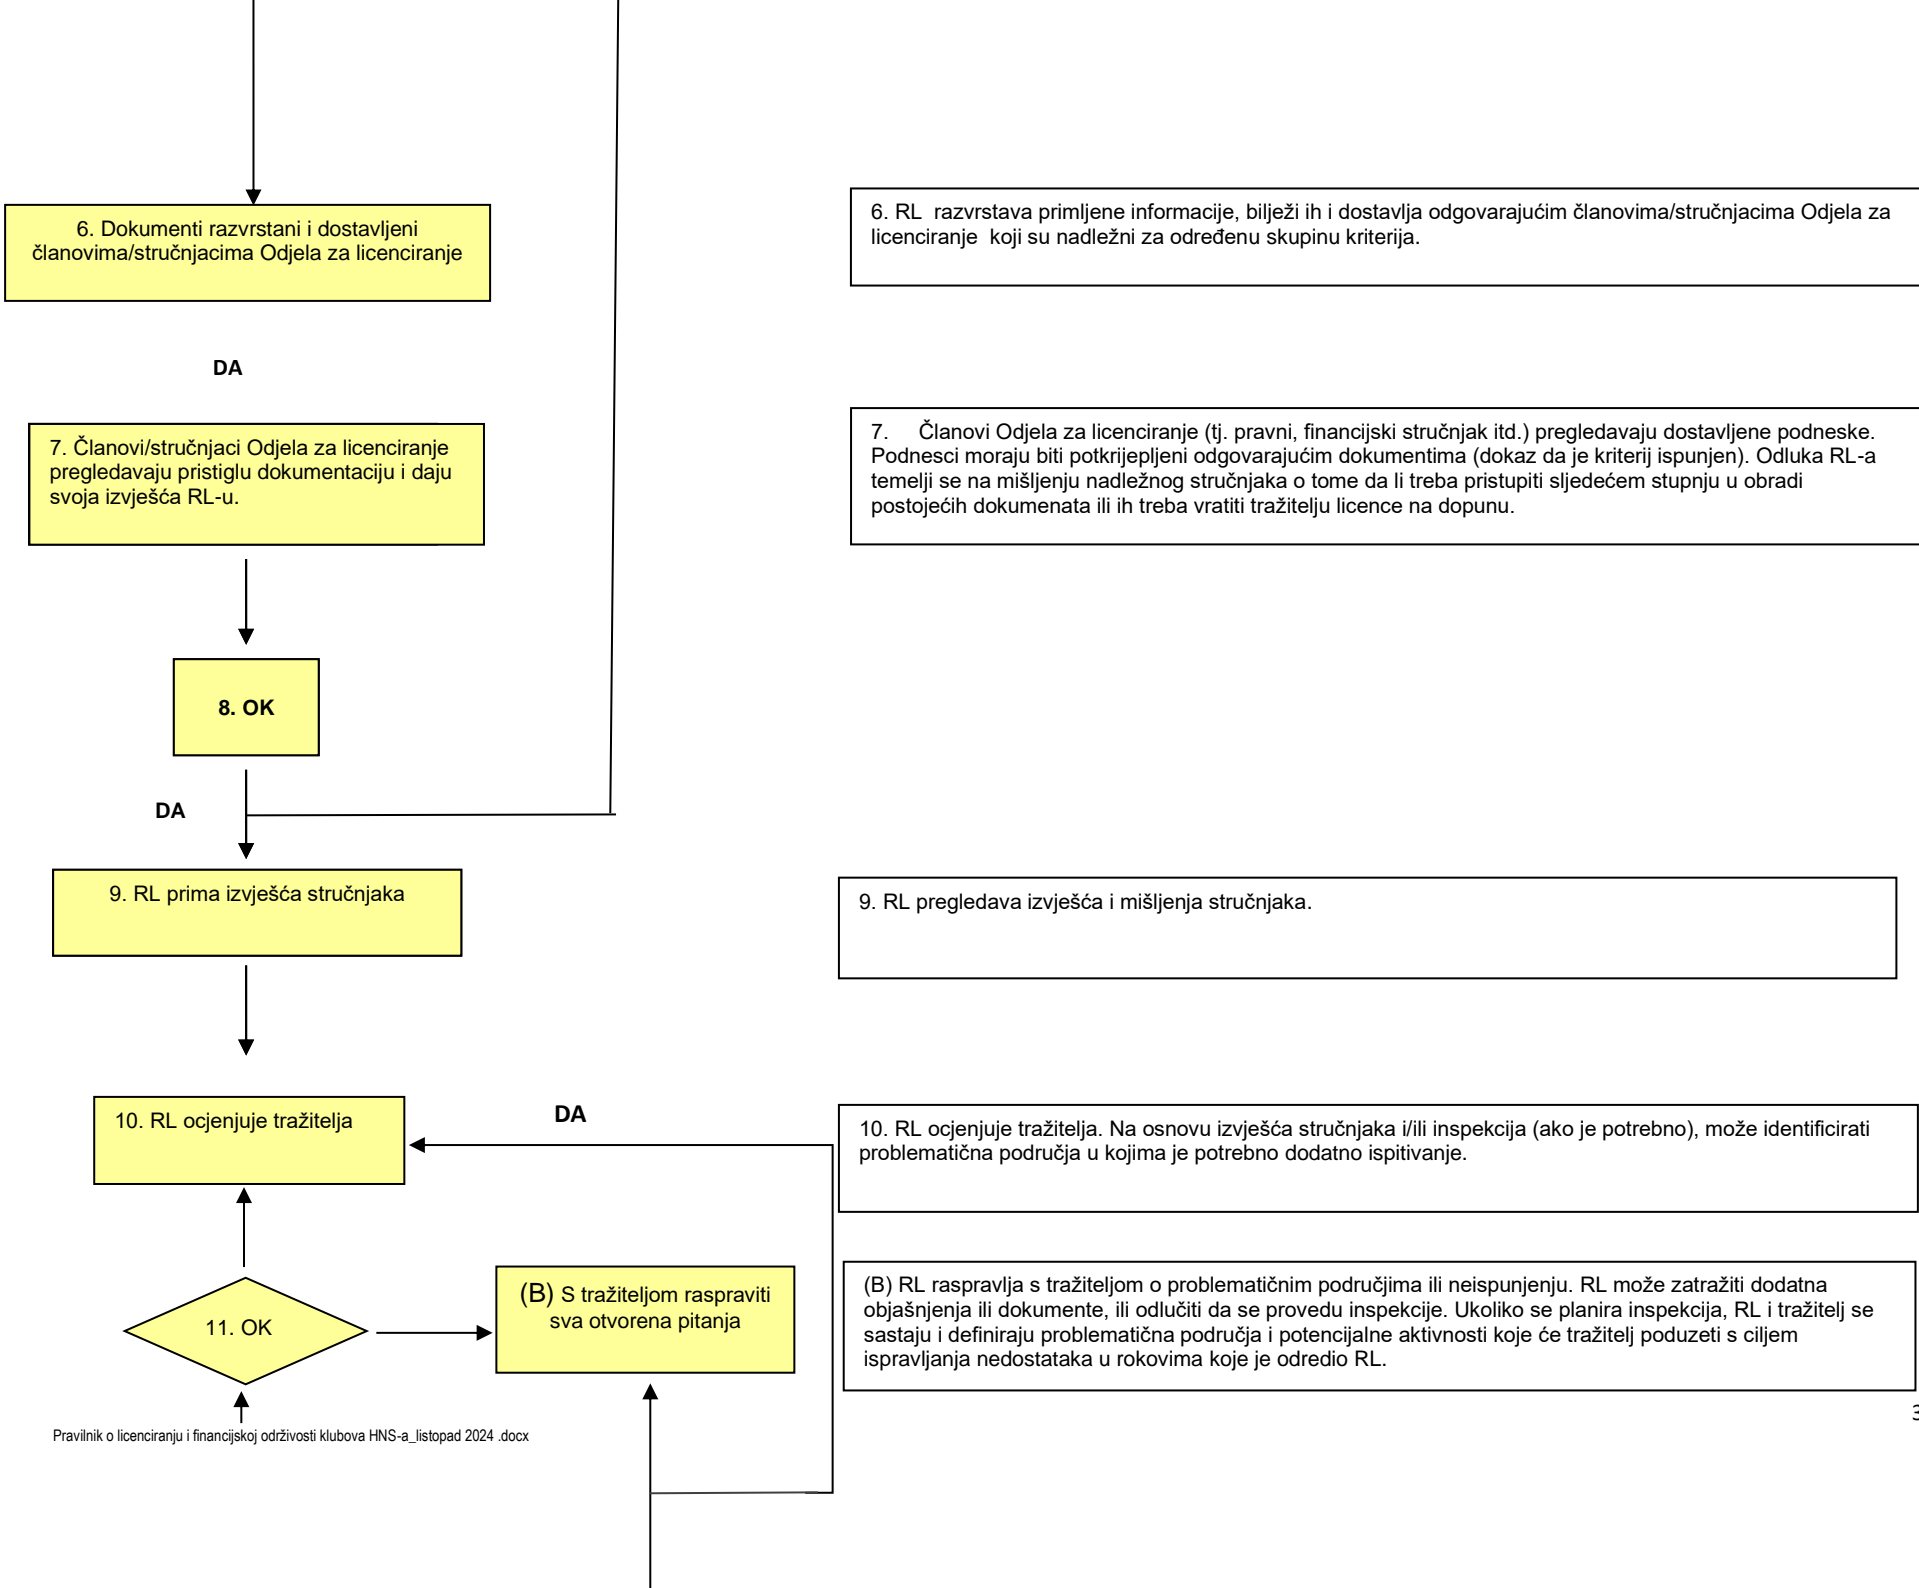 6. Dokumenti razvrstani i dostavljeni
članovima/stručnjacima Odjela za licenciranje
6. RL  razvrstava primljene informacije, bilježi ih i dostavlja odgovarajućim članovima/stručnjacima Odjela za
licenciranje  koji su nadležni za određenu skupinu kriterija.
DA
7. Članovi/stručnjaci Odjela za licenciranje
pregledavaju pristiglu dokumentaciju i daju
svoja izvješća RL-u.
7. Članovi Odjela za licenciranje (tj. pravni, financijski stručnjak itd.) pregledavaju dostavljene podneske.
Podnesci moraju biti potkrijepljeni odgovarajućim dokumentima (dokaz da je kriterij ispunjen). Odluka RL-a
temelji se na mišljenju nadležnog stručnjaka o tome da li treba pristupiti sljedećem stupnju u obradi
postojećih dokumenata ili ih treba vratiti tražitelju licence na dopunu.
8. OK
DA
9. RL prima izvješća stručnjaka
9. RL pregledava izvješća i mišljenja stručnjaka.
10. RL ocjenjuje tražitelja
DA
10. RL ocjenjuje tražitelja. Na osnovu izvješća stručnjaka i/ili inspekcija (ako je potrebno), može identificirati
problematična područja u kojima je potrebno dodatno ispitivanje.
11. OK
(B) S tražiteljom raspraviti
sva otvorena pitanja
(B) RL raspravlja s tražiteljom o problematičnim područjima ili neispunjenju. RL može zatražiti dodatna
objašnjenja ili dokumente, ili odlučiti da se provedu inspekcije. Ukoliko se planira inspekcija, RL i tražitelj se
sastaju i definiraju problematična područja i potencijalne aktivnosti koje će tražitelj poduzeti s ciljem
ispravljanja nedostataka u rokovima koje je odredio RL.
Pravilnik o licenciranju i financijskoj održivosti klubova HNS-a_listopad 2024 .docx